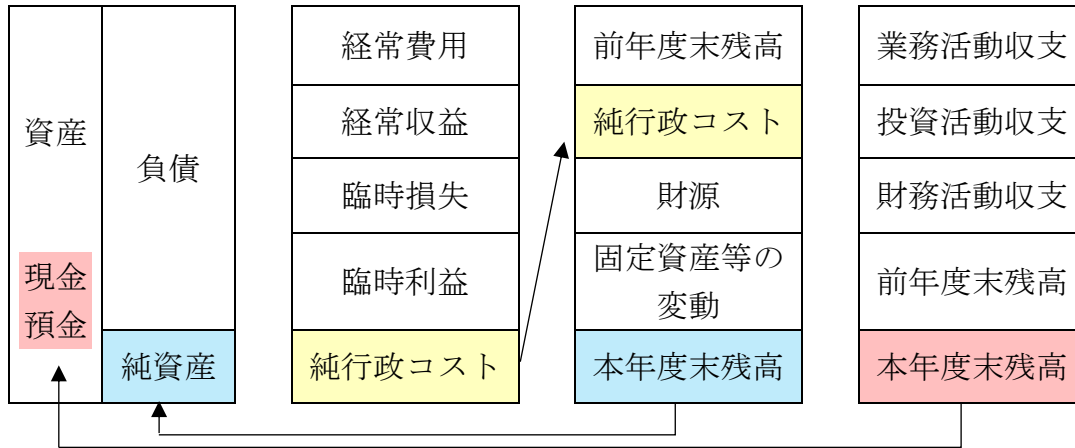 資産
現金
預金
負債
純資産
経常費用
経常収益
臨時損失
臨時利益
純行政コスト
前年度末残高
純行政コスト
財源
固定資産等の
変動
本年度末残高
業務活動収支
投資活動収支
財務活動収支
前年度末残高
本年度末残高